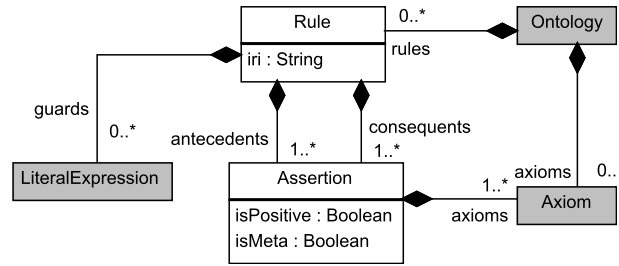 Rule
0..*
Ontology
iri : String
rules
guards
0..*
antecedents
1..*
consequents
1..*
LiteralExpression
Assertion
isPositive : Boolean
isMeta : Boolean
1..*
axioms
axioms
0..
Axiom